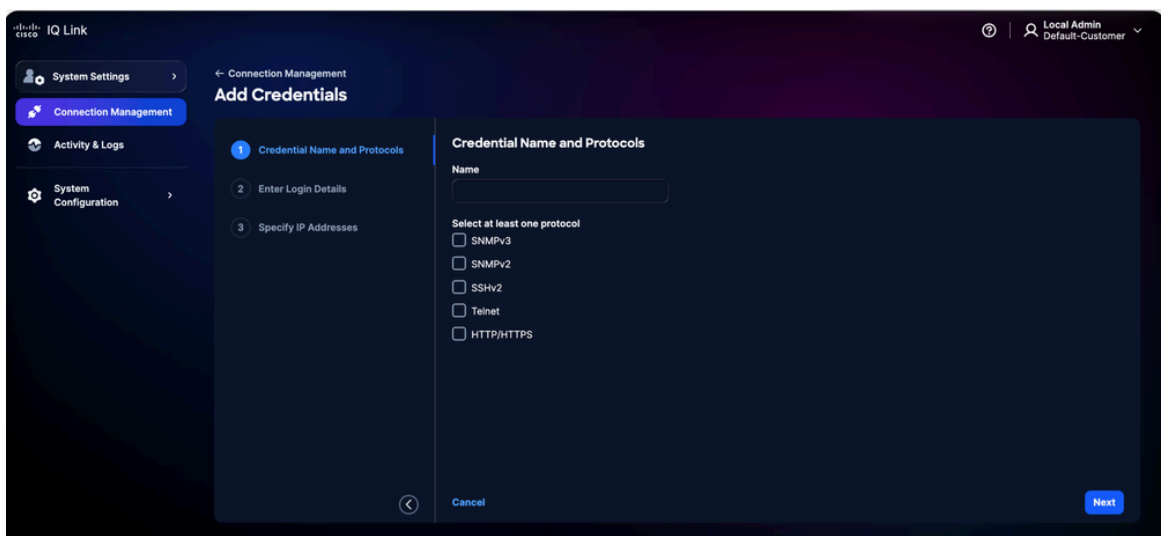 cisco IQ Link
Local Admin
Default-Customer
System Settings
Connection Management
Activity & Logs
System
Configuration
← Connection Management
Add Credentials
1 Credential Name and Protocols
2 Enter Login Details
3 Specify IP Addresses
Credential Name and Protocols
Name
Select at least one protocol
SNMPv3
SNMPv2
SSHv2
Telnet
HTTP/HTTPS
Cancel
Next